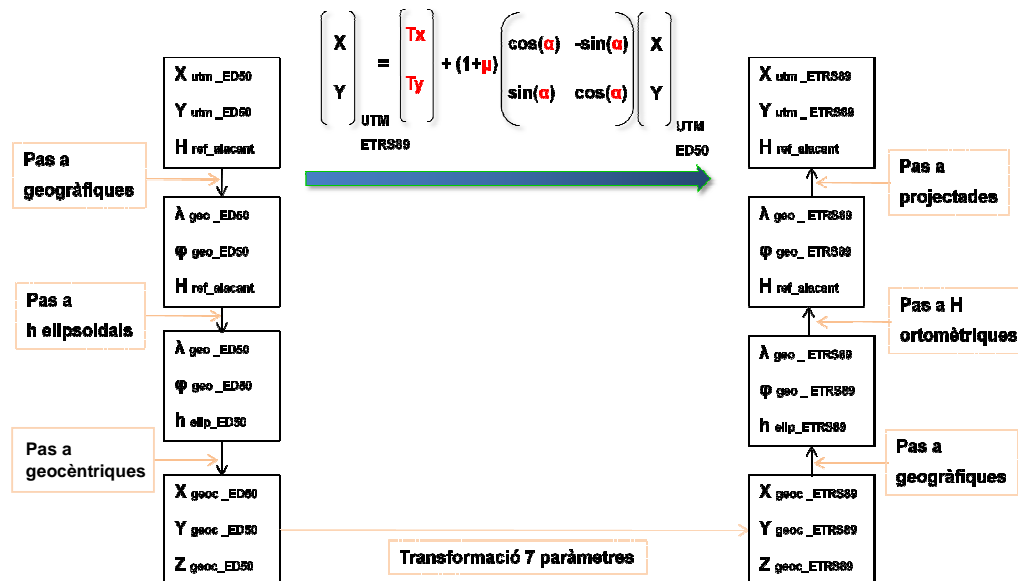 X Tx cos(α) -sin(α) X
= + (1+μ)
Y Ty sin(α) cos(α) Y
UTM
ETRS89
UTM
ED50
X utm _ED50
Y utm _ED50
H ref_alacant
Pas a
geogràfiques
λ geo _ED50
φ geo _ED50
H ref_alacant
Pas a
h elipsoidals
λ geo _ED50
φ geo _ED50
h elip_ED50
Pas a
geocèntriques
X geoc _ED50
Y geoc _ED50
Z geoc_ED50
Transformació 7 paràmetres
X utm _ETRS89
Y utm _ETRS89
H ref_alacant
Pas a
projectades
λ geo _ETRS89
φ geo_ ETRS89
H ref_alacant
Pas a H
ortomètriques
λ geo _ ETRS89
φ geo _ ETRS89
h elip_ETRS89
Pas a
geogràfiques
X geoc _ETRS89
Y geoc _ETRS89
Z geoc_ETRS89